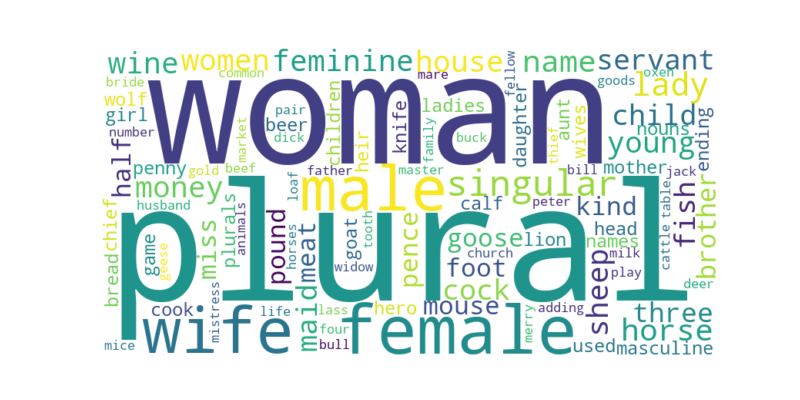 wine women feminine house name servant
bride common mare fellow goods oxen
wolf woman ladies lady
girl pair beer dick children heir knife family buck daughter thief aunt wives child nouns ending
number half market young
penny gold beef father master bill mother jack
money male singular
husband loaf calf peter kind fish brother
chief bread game geese miss plurals animals plural pound horses meat goat tooth pence goose lion names head cattle table
widow church foot milk
play deer
cock sheep
mistress maid hero mouse adding three
cook life lass merry
wife four female horse
mice bull used masculine